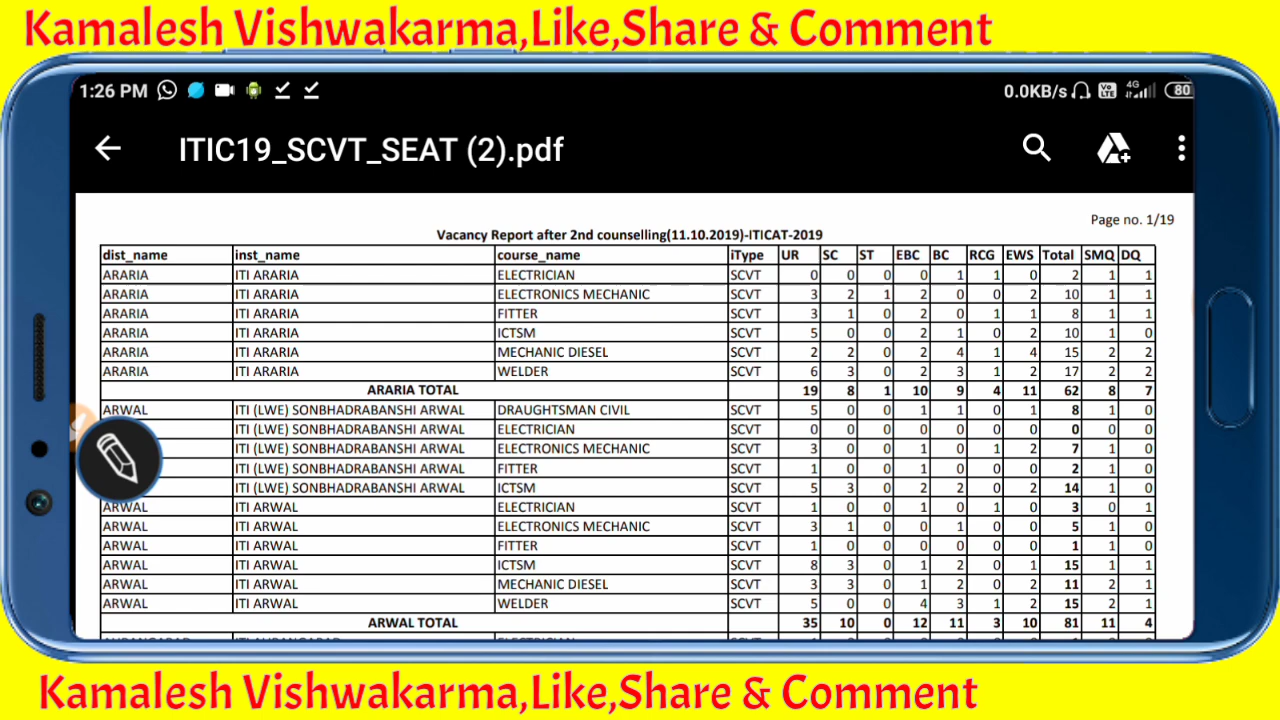 Kamalesh Vishwakarma,Like,Share & Comment
1:26 PM 0.0KB/s VO LTE 4G 80
ITIC19_SCVT_SEAT (2).pdf
Page no. 1/19
Vacancy Report after 2nd counselling(11.10.2019)-ITICAT-2019
dist_name inst_name course_name iType UR SC ST EBC BC RCG EWS Total SMQ DQ
ARARIA ITI ARARIA ELECTRICIAN SCVT 0 0 0 0 1 1 0 2 1 1
ARARIA ITI ARARIA ELECTRONICS MECHANIC SCVT 3 2 1 2 0 0 2 10 1 1
ARARIA ITI ARARIA FITTER SCVT 3 1 0 2 0 1 1 8 1 1
ARARIA ITI ARARIA ICTSM SCVT 5 0 0 2 1 0 2 10 1 0
ARARIA ITI ARARIA MECHANIC DIESEL SCVT 2 2 0 2 4 1 4 15 2 2
ARARIA ITI ARARIA WELDER SCVT 6 3 0 2 3 1 2 17 2 2
ARARIA TOTAL 19 8 1 10 9 4 11 62 8 7
ARWAL ITI (LWE) SONBHADRABANSHI ARWAL DRAUGHTSMAN CIVIL SCVT 5 0 0 1 1 0 1 8 1 0
ITI (LWE) SONBHADRABANSHI ARWAL ELECTRICIAN SCVT 0 0 0 0 0 0 0 0 0 0
ITI (LWE) SONBHADRABANSHI ARWAL ELECTRONICS MECHANIC SCVT 3 0 0 1 0 1 2 7 1 0
ITI (LWE) SONBHADRABANSHI ARWAL FITTER SCVT 1 0 0 1 0 0 0 2 1 0
ITI (LWE) SONBHADRABANSHI ARWAL ICTSM SCVT 5 3 0 2 2 0 2 14 1 0
ARWAL ITI ARWAL ELECTRICIAN SCVT 1 0 0 1 0 1 0 3 0 1
ARWAL ITI ARWAL ELECTRONICS MECHANIC SCVT 3 1 0 0 1 0 0 5 1 0
ARWAL ITI ARWAL FITTER SCVT 1 0 0 0 0 0 0 1 1 0
ARWAL ITI ARWAL ICTSM SCVT 8 3 0 1 2 0 1 15 1 1
ARWAL ITI ARWAL MECHANIC DIESEL SCVT 3 3 0 1 2 0 2 11 2 1
ARWAL ITI ARWAL WELDER SCVT 5 0 0 4 3 1 2 15 2 1
ARWAL TOTAL 35 10 0 12 11 3 10 81 11 4
Kamalesh Vishwakarma,Like,Share & Comment